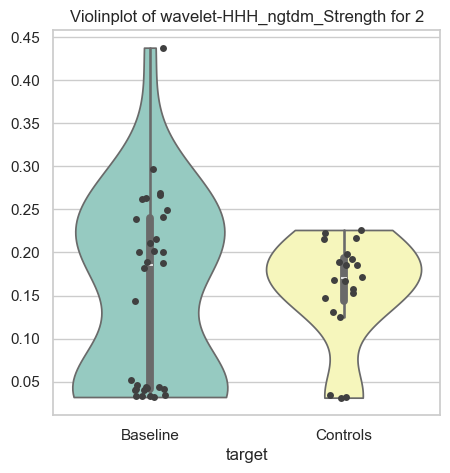 Violinplot of wavelet-HHH_ngtdm_Strength for 2
0.45
0.40
0.35
0.30
0.25
0.20
0.15
0.10
0.05
Baseline
Controls
target